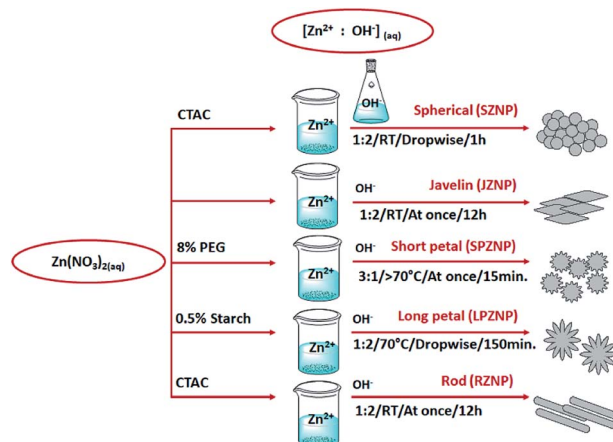 [Zn²⁺ : OH⁻] (aq)
CTAC
Zn²⁺
OH⁻
Spherical (SZNP)
1:2/RT/Dropwise/1h
Zn²⁺
OH⁻
Javelin (JZNP)
1:2/RT/At once/12h
Zn(NO₃)₂(aq)
8% PEG
Zn²⁺
OH⁻
Short petal (SPZNP)
3:1/>70°C/At once/15min.
0.5% Starch
Zn²⁺
OH⁻
Long petal (LPZNP)
1:2/70°C/Dropwise/150min.
CTAC
Zn²⁺
OH⁻
Rod (RZNP)
1:2/RT/At once/12h